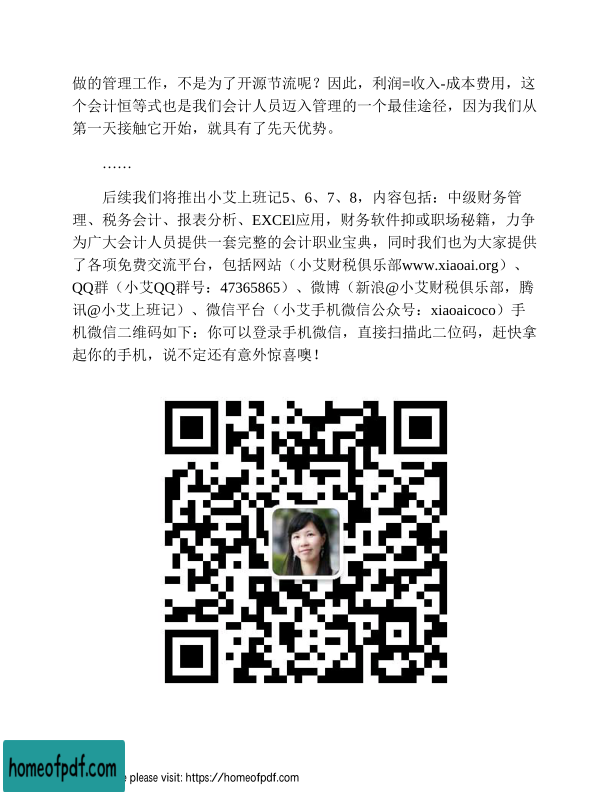 做的管理工作，不是为了开源节流呢？因此，利润=收入-成本费用，这
个会计恒等式也是我们会计人员迈入管理的一个最佳途径，因为我们从
第一天接触它开始，就具有了先天优势。
……
后续我们将推出小艾上班记5、6、7、8，内容包括：中级财务管
理、税务会计、报表分析、EXCEl应用，财务软件抑或职场秘籍，力争
为广大会计人员提供一套完整的会计职业宝典，同时我们也为大家提供
了各项免费交流平台，包括网站（小艾财税俱乐部www.xiaoai.org）、
QQ群（小艾QQ群号：47365865）、微博（新浪@小艾财税俱乐部，腾
讯@小艾上班记）、微信平台（小艾手机微信公众号：xiaoaicoco）手
机微信二维码如下：你可以登录手机微信，直接扫描此二位码，赶快拿
起你的手机，说不定还有意外惊喜噢！
homeofpdf.com
e please visit: https://homeofpdf.com